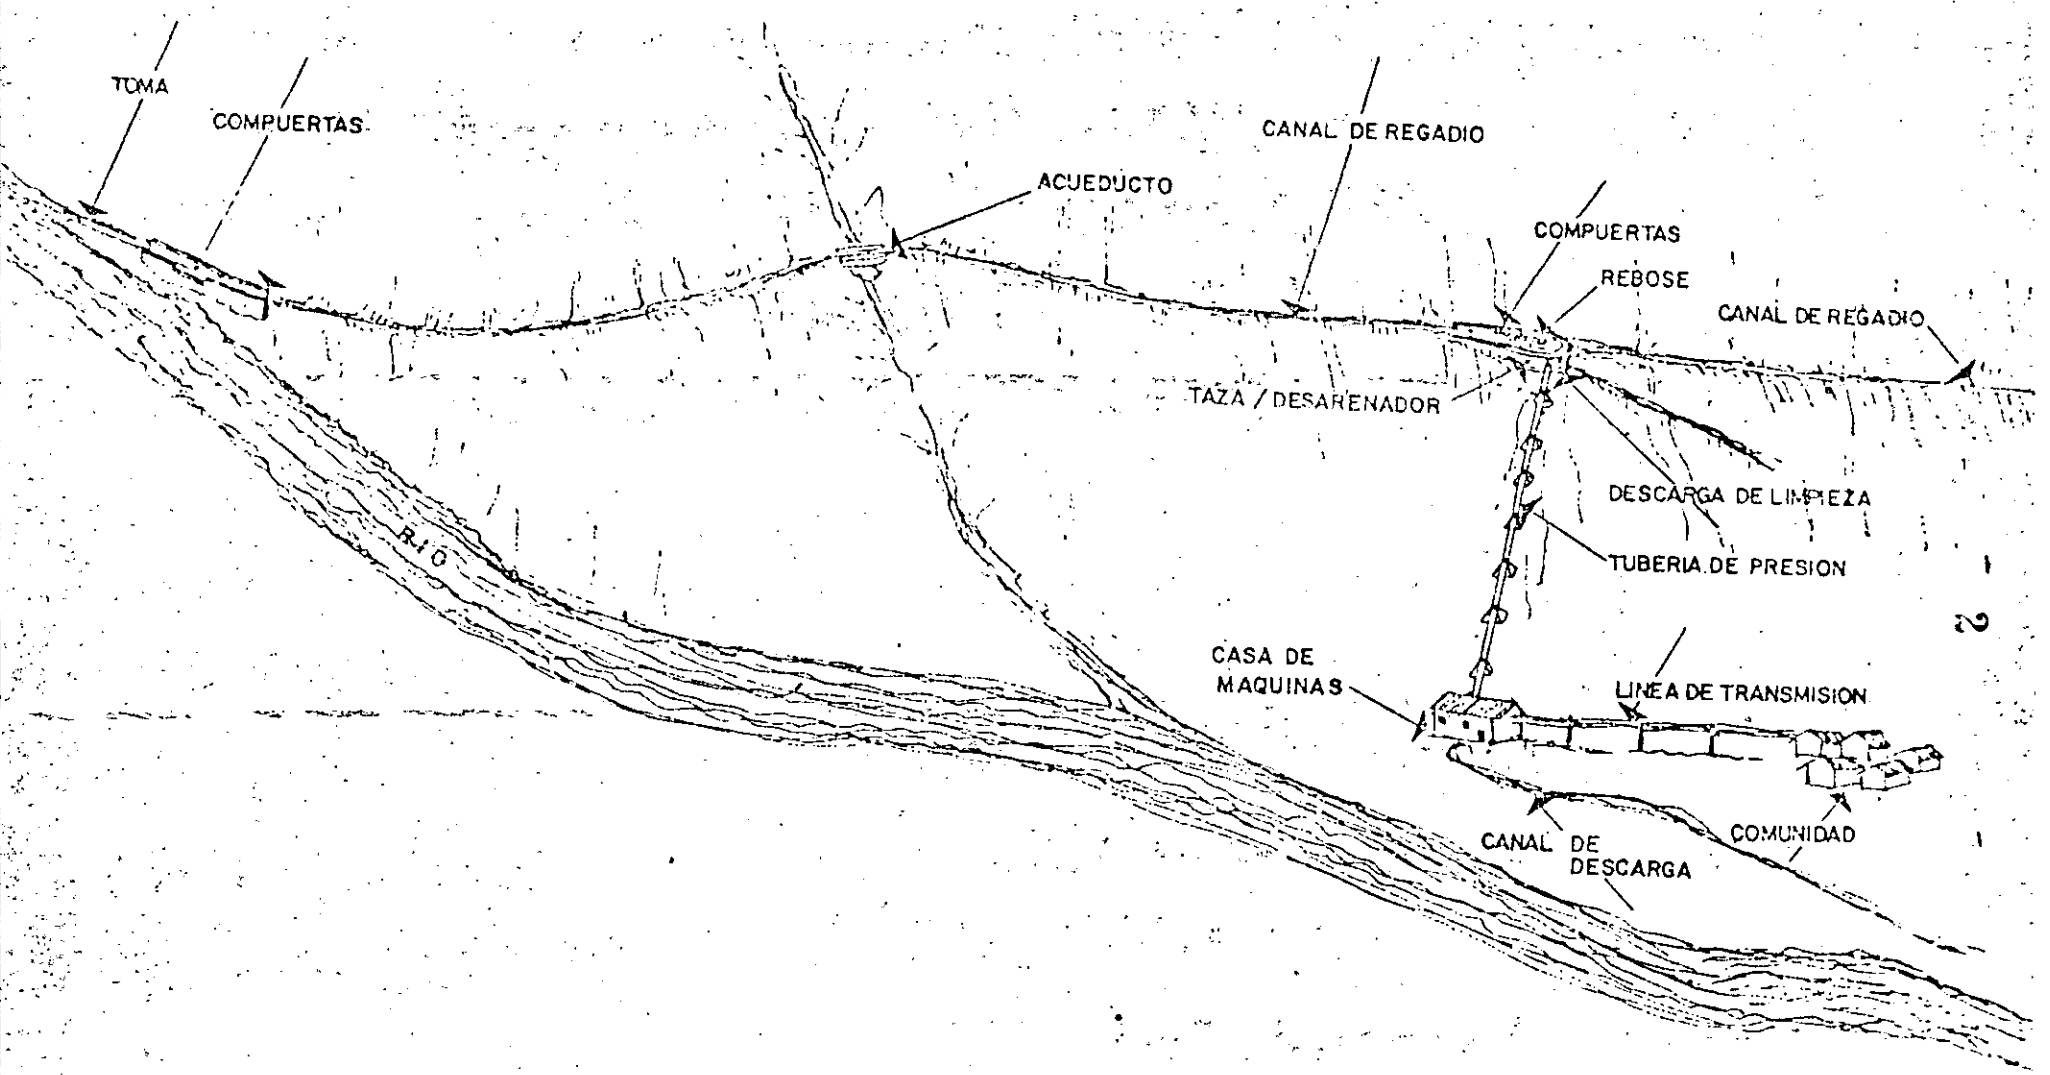 TOMA
COMPUERTAS
CANAL DE REGADIO
ACUEDUCTO
COMPUERTAS
REBOSE
CANAL DE REGADIO
TAZA / DESARENADOR
DESCARGA DE LIMPIEZA
RIO
TUBERIA DE PRESION
- 2 -
CASA DE
MAQUINAS
LINEA DE TRANSMISION
COMUNIDAD
CANAL DE
DESCARGA